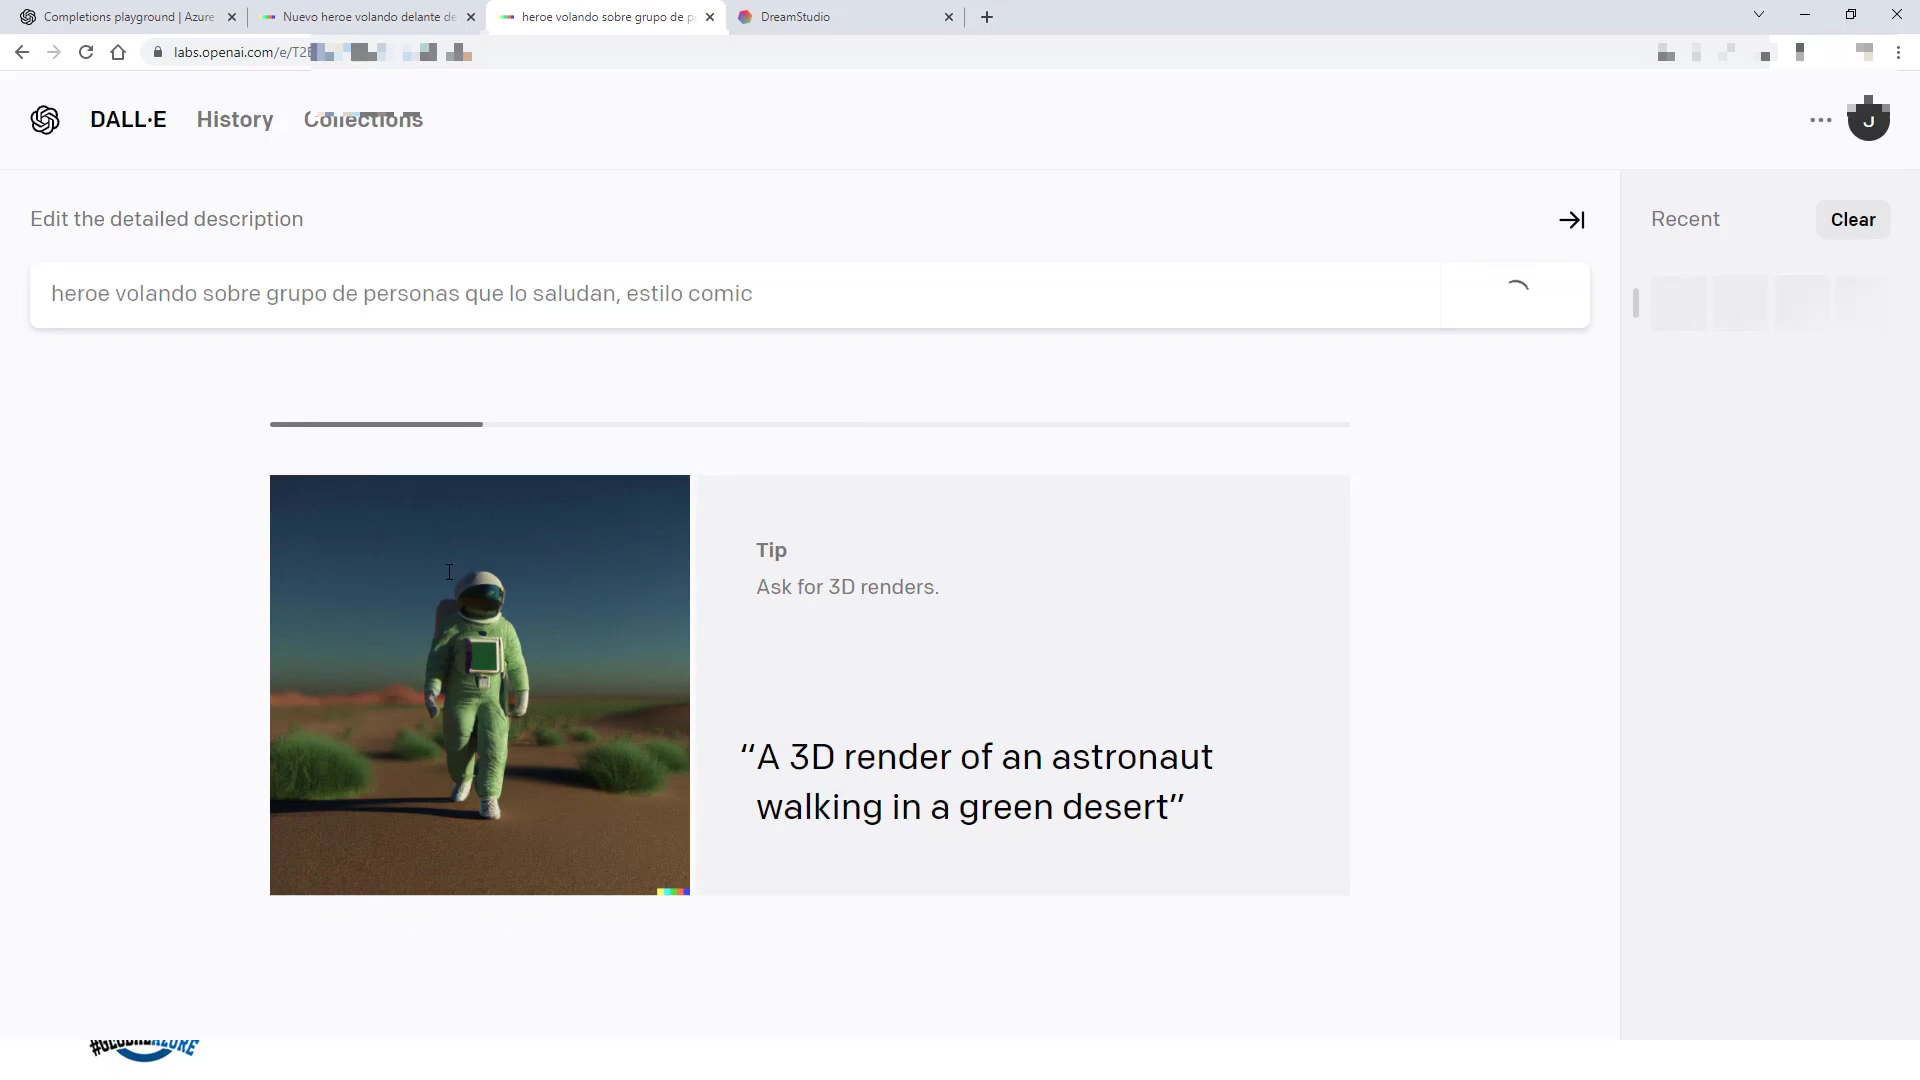 Completions playground | Azure
Nuevo heroe volando delante de
heroe volando sobre grupo de p
DreamStudio
labs.openai.com/e/T2
DALL·E
History
Collections
J
Edit the detailed description
Recent
Clear
heroe volando sobre grupo de personas que lo saludan, estilo comic
Tip
Ask for 3D renders.
“A 3D render of an astronaut
walking in a green desert”
#GLOBALAZURE